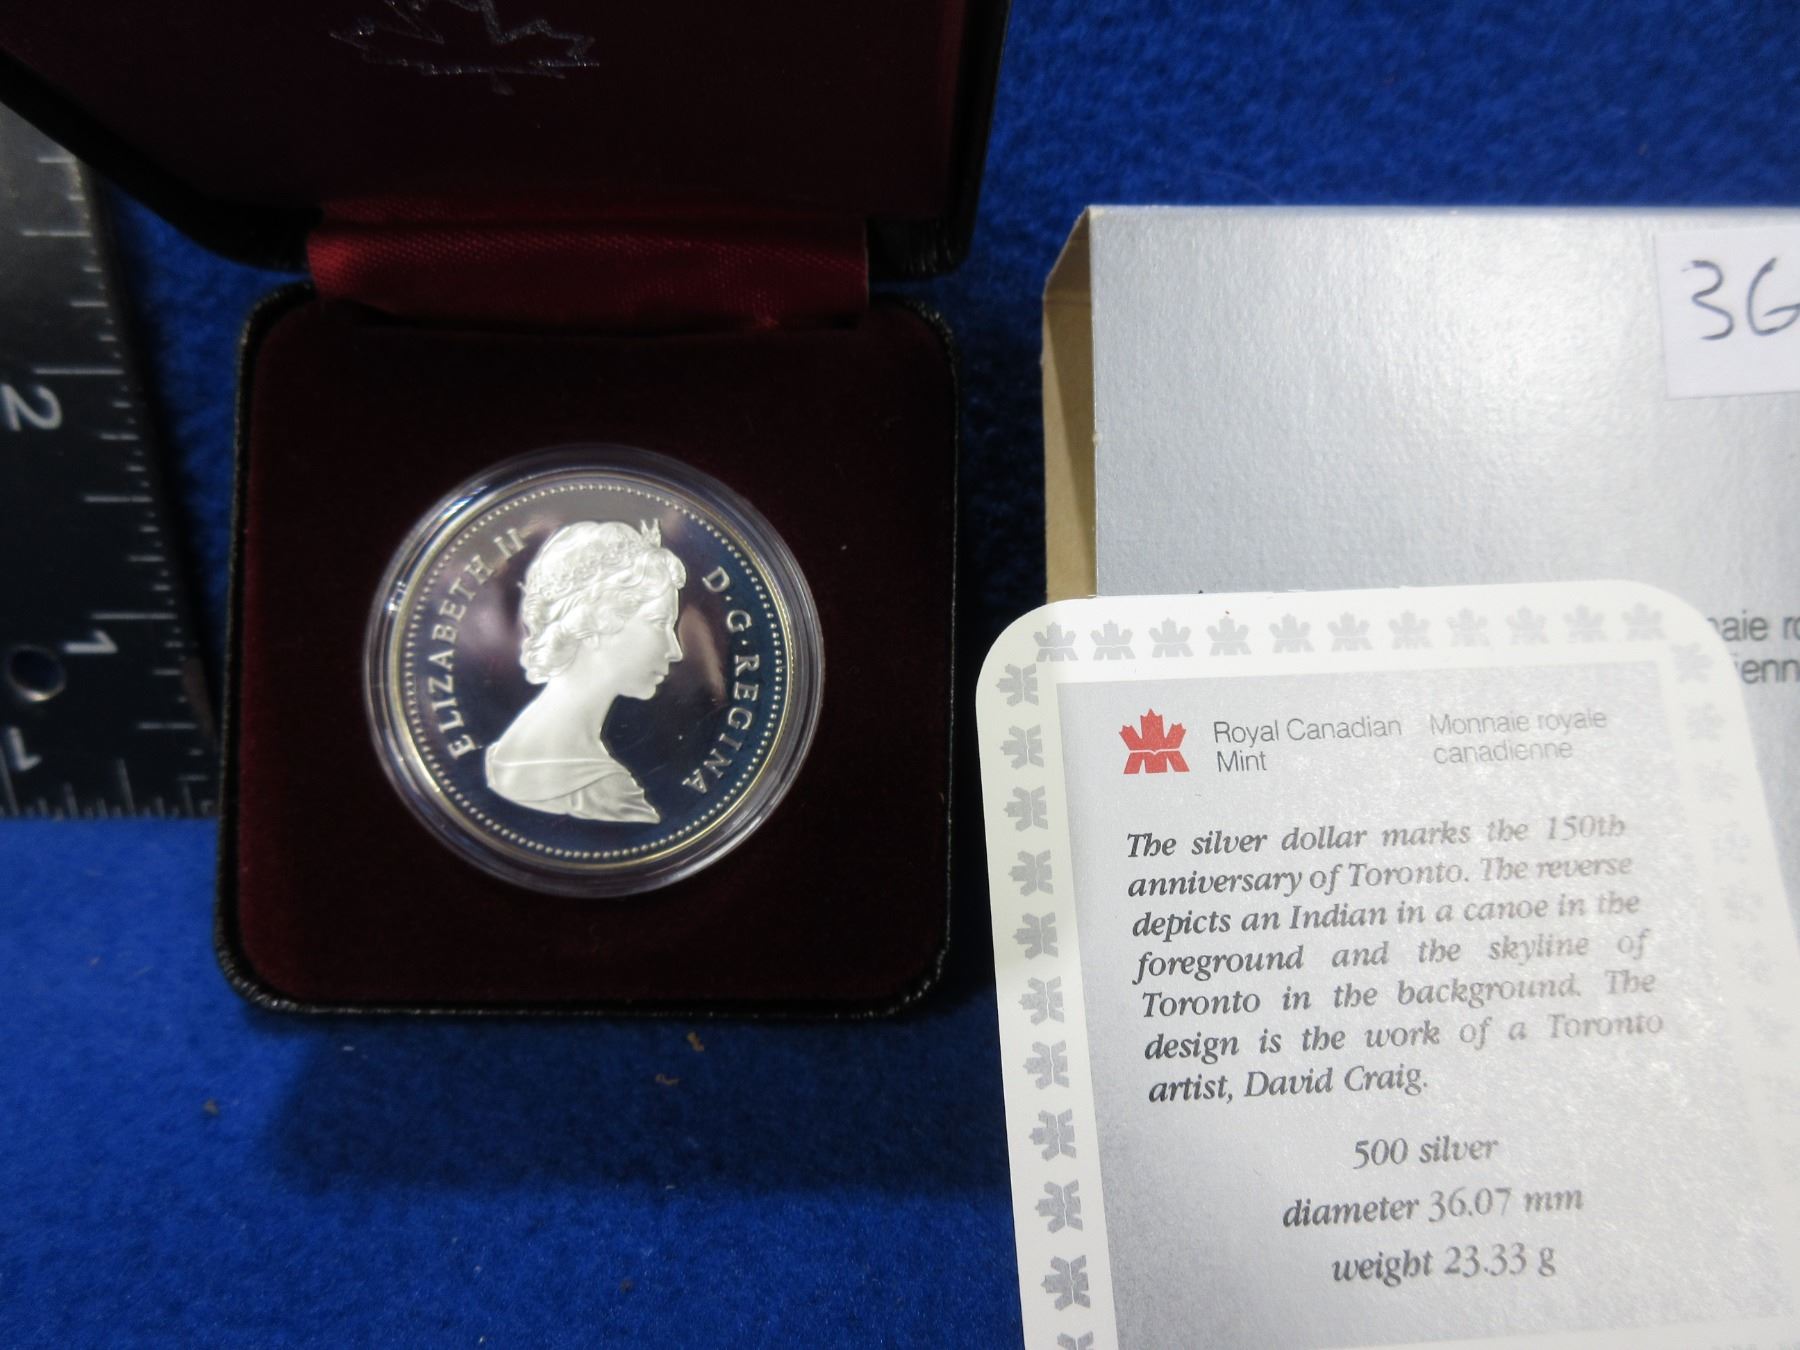 ELIZABETH II D·G·REGINA
2
1
1
3G
Royal Canadian Mint
Monnaie royale canadienne
The silver dollar marks the 150th
anniversary of Toronto. The reverse
depicts an Indian in a canoe in the
foreground and the skyline of
Toronto in the background. The
design is the work of a Toronto
artist, David Craig.
500 silver
diameter 36.07 mm
weight 23.33 g